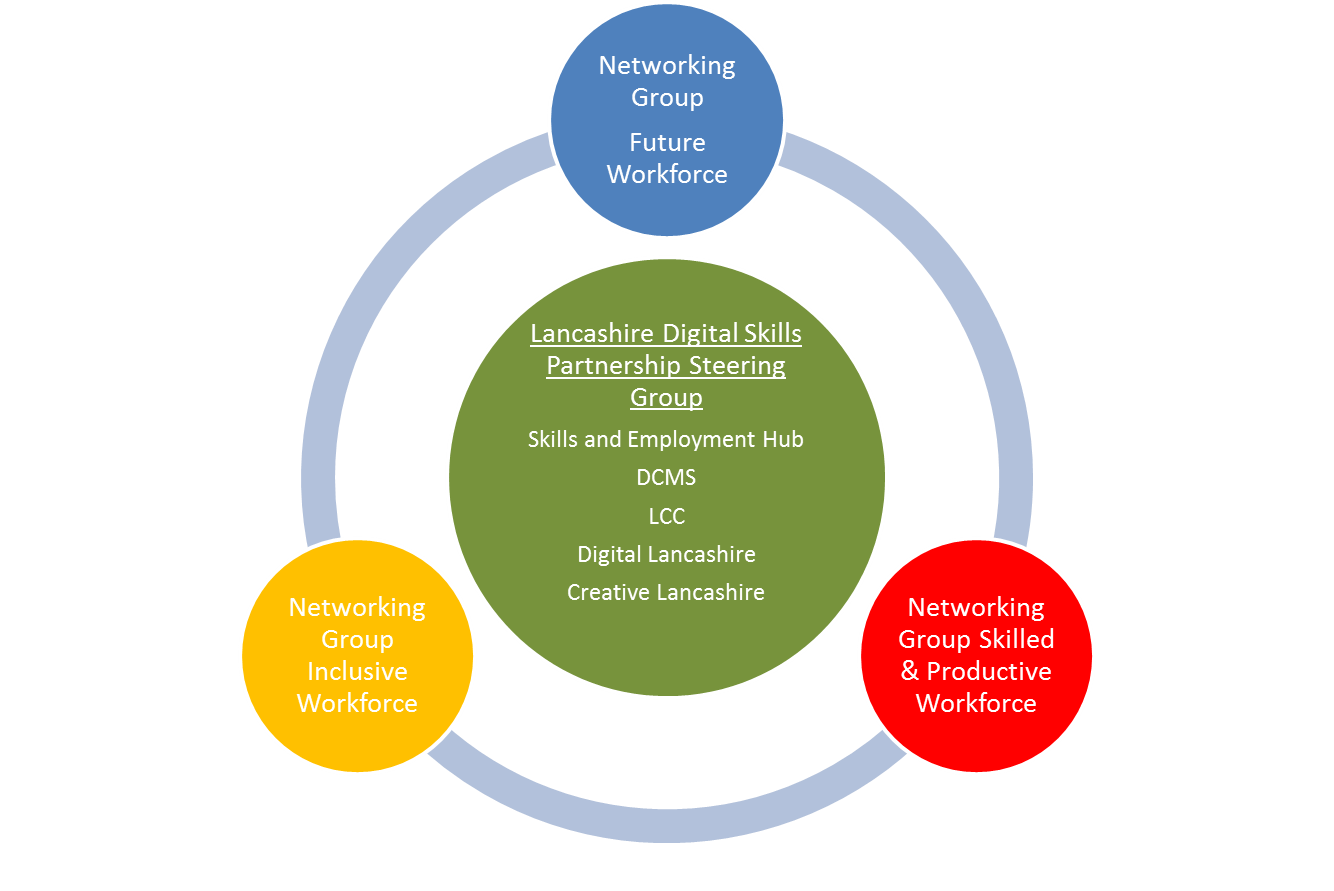 Networking
Group
Future
Workforce
Lancashire Digital Skills
Partnership Steering
Group
Skills and Employment Hub
DCMS
LCC
Digital Lancashire
Creative Lancashire
Networking
Group
Inclusive
Workforce
Networking
Group Skilled
& Productive
Workforce